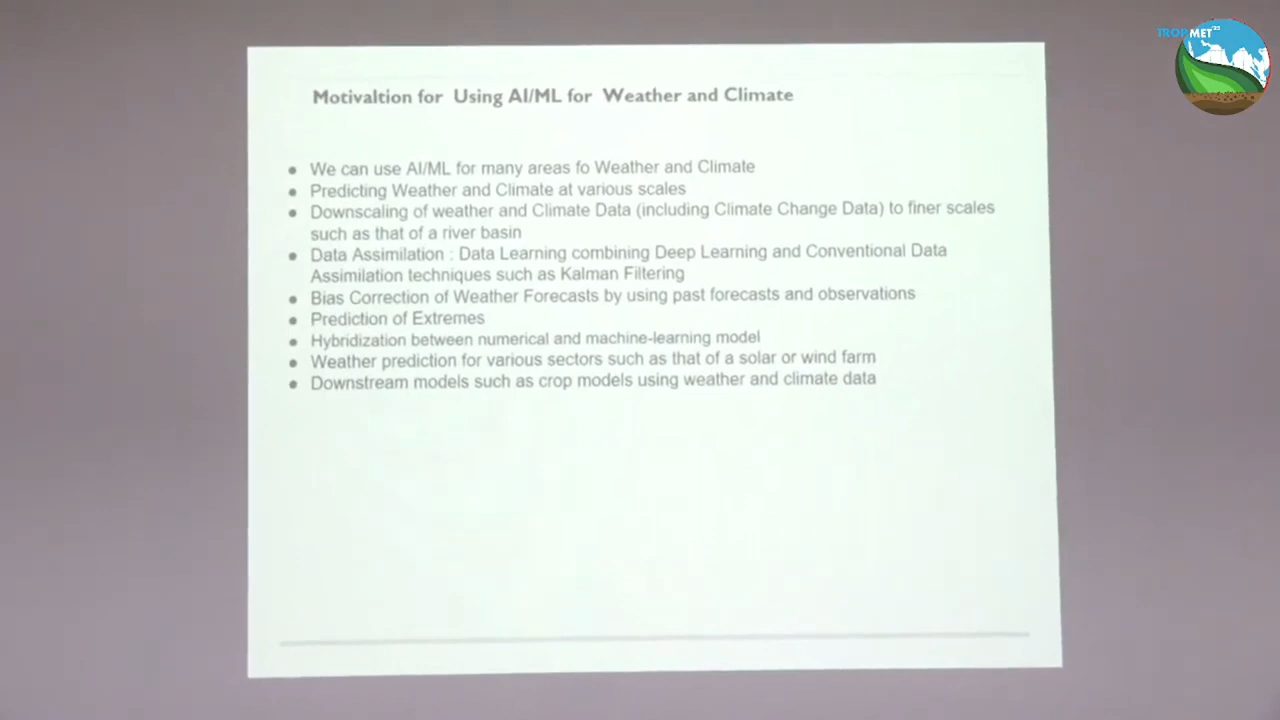 TROPMET'22
Motivaltion for Using AI/ML for Weather and Climate
● We can use AI/ML for many areas fo Weather and Climate
● Predicting Weather and Climate at various scales
● Downscaling of weather and Climate Data (including Climate Change Data) to finer scales
such as that of a river basin
● Data Assimilation : Data Learning combining Deep Learning and Conventional Data
Assimilation techniques such as Kalman Filtering
● Bias Correction of Weather Forecasts by using past forecasts and observations
● Prediction of Extremes
● Hybridization between numerical and machine-learning model
● Weather prediction for various sectors such as that of a solar or wind farm
● Downstream models such as crop models using weather and climate data